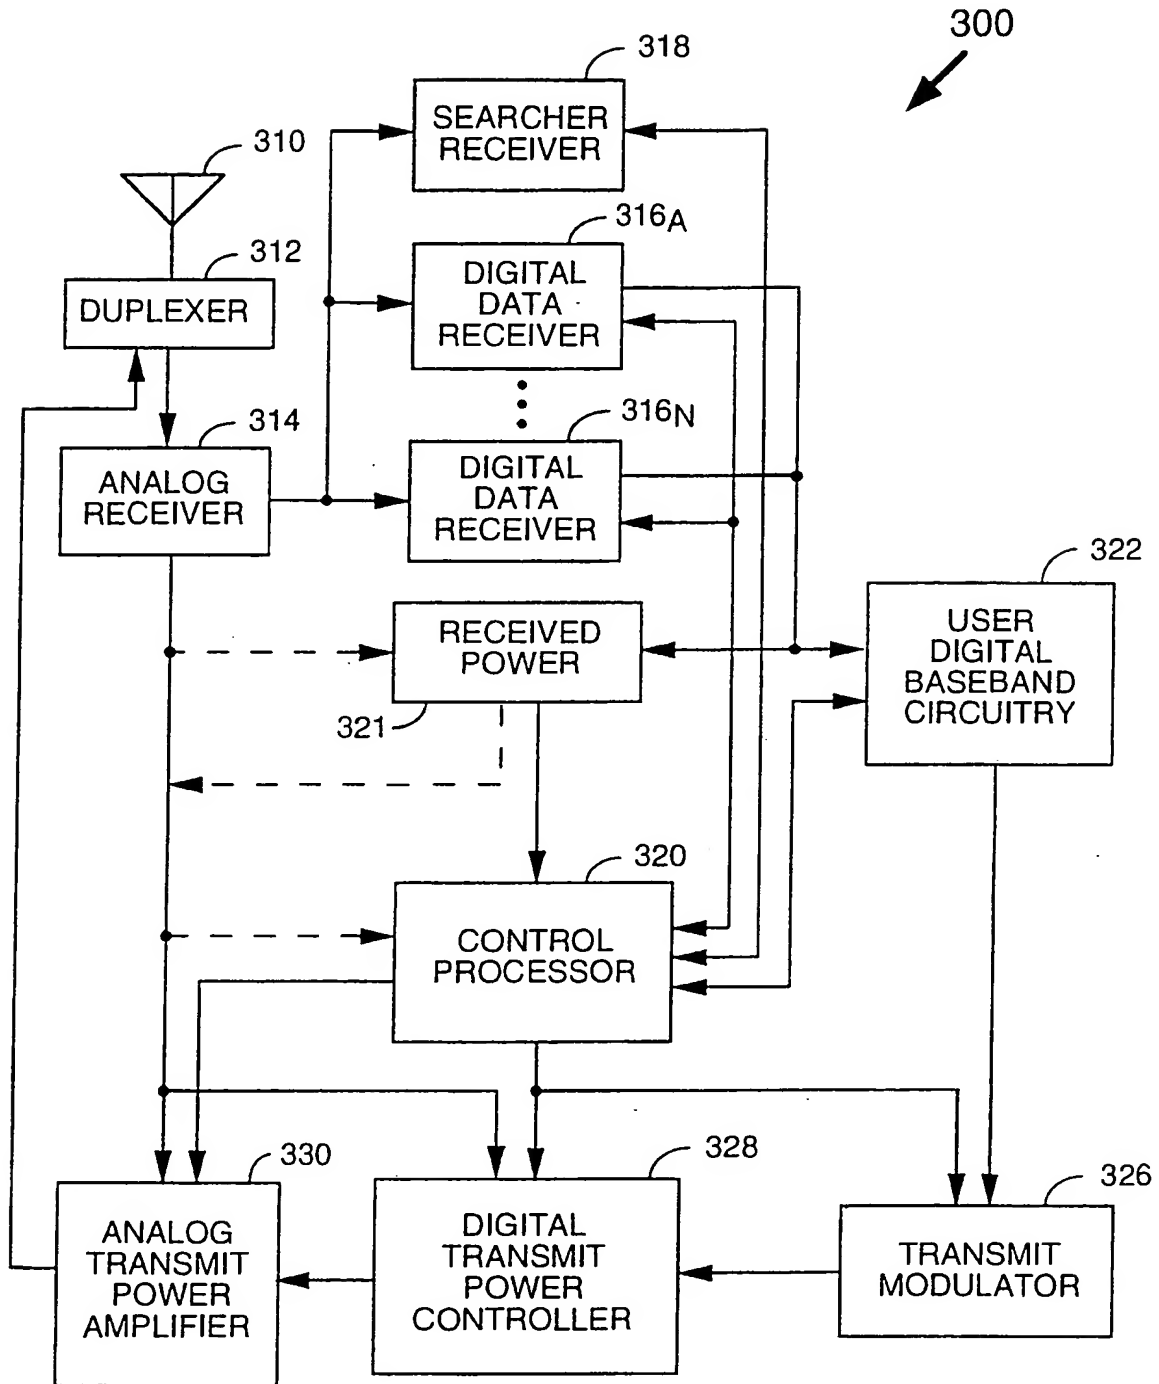 300
318
SEARCHER
RECEIVER
310
316A
312
DIGITAL
DATA
RECEIVER
DUPLEXER
314
316N
ANALOG
RECEIVER
DIGITAL
DATA
RECEIVER
322
RECEIVED
POWER
321
USER
DIGITAL
BASEBAND
CIRCUITRY
320
CONTROL
PROCESSOR
330
328
326
ANALOG
TRANSMIT
POWER
AMPLIFIER
DIGITAL
TRANSMIT
POWER
CONTROLLER
TRANSMIT
MODULATOR